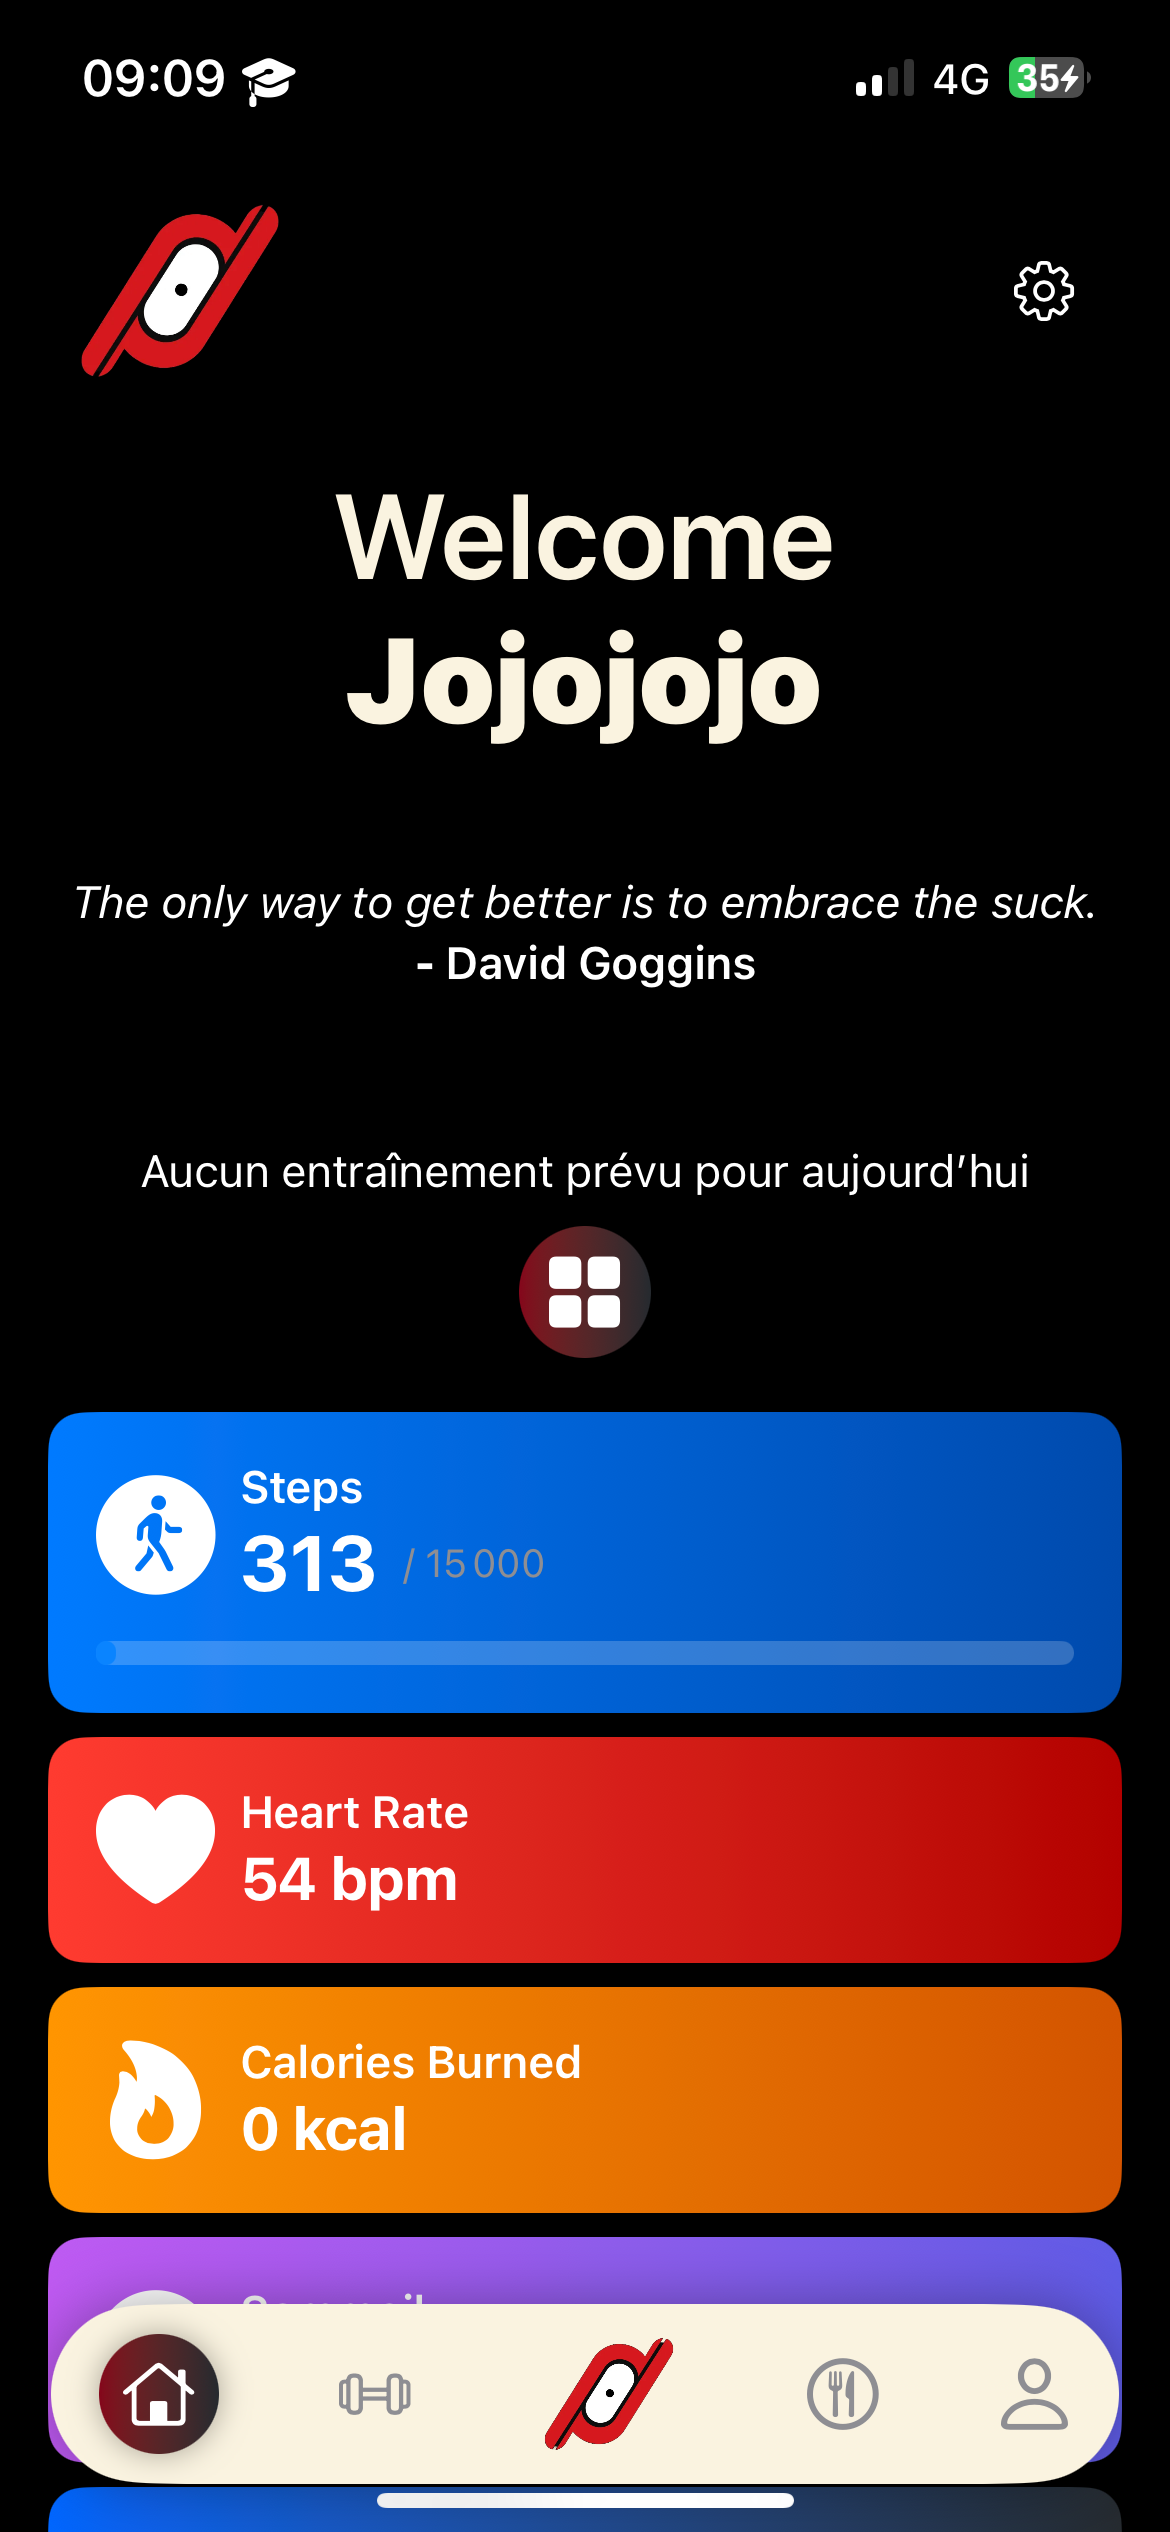 09:09
4G
35
Welcome
Jojojojo
The only way to get better is to embrace the suck.
- David Goggins
Aucun entraînement prévu pour aujourd’hui
Steps
313 / 15 000
Heart Rate
54 bpm
Calories Burned
0 kcal